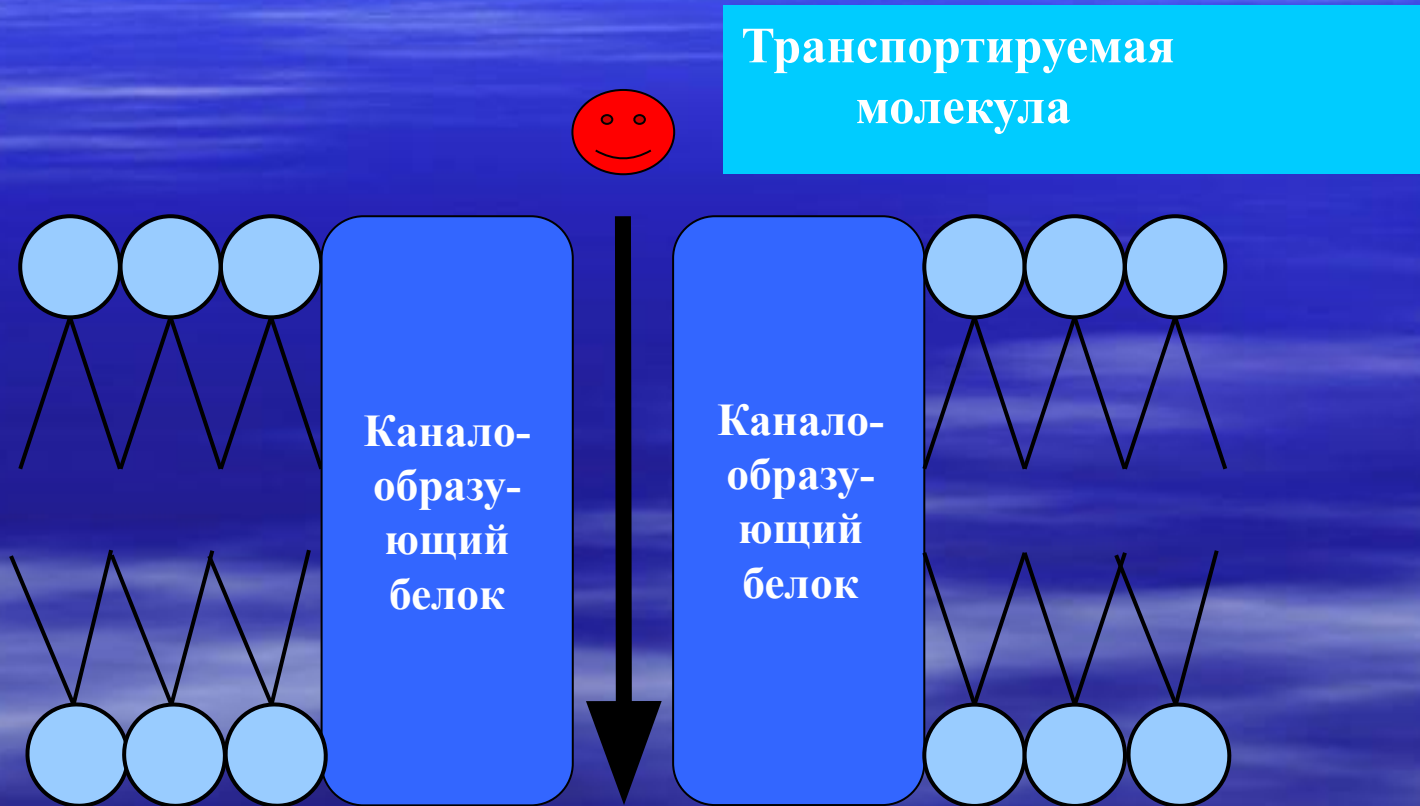 Транспортируемая
молекула
Канало-
образу-
ющий
белок
Канало-
образу-
ющий
белок